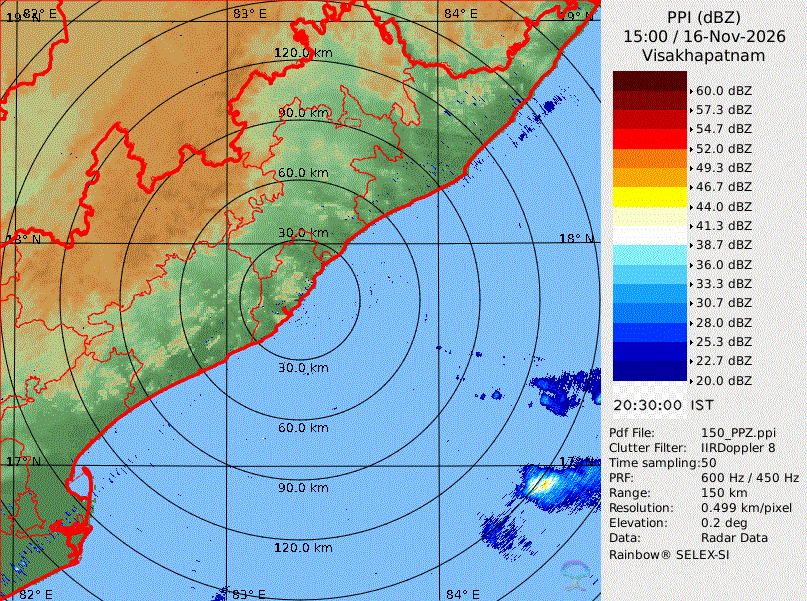 82° E
83° E
84° E
19° N
19° N
120.0 km
90.0 km
60.0 km
30.0 km
18° N
18° N
30.0 km
60.0 km
17° N
17° N
90.0 km
120.0 km
82° E
83° E
84° E
PPI (dBZ)
15:00 / 16-Nov-2026
Visakhapatnam
60.0 dBZ
57.3 dBZ
54.7 dBZ
52.0 dBZ
49.3 dBZ
46.7 dBZ
44.0 dBZ
41.3 dBZ
38.7 dBZ
36.0 dBZ
33.3 dBZ
30.7 dBZ
28.0 dBZ
25.3 dBZ
22.7 dBZ
20.0 dBZ
20:30:00 IST
Pdf File: 150_PPZ.ppi
Clutter Filter: IIRDoppler 8
Time sampling:50
PRF: 600 Hz / 450 Hz
Range: 150 km
Resolution: 0.499 km/pixel
Elevation: 0.2 deg
Data: Radar Data
Rainbow® SELEX-SI